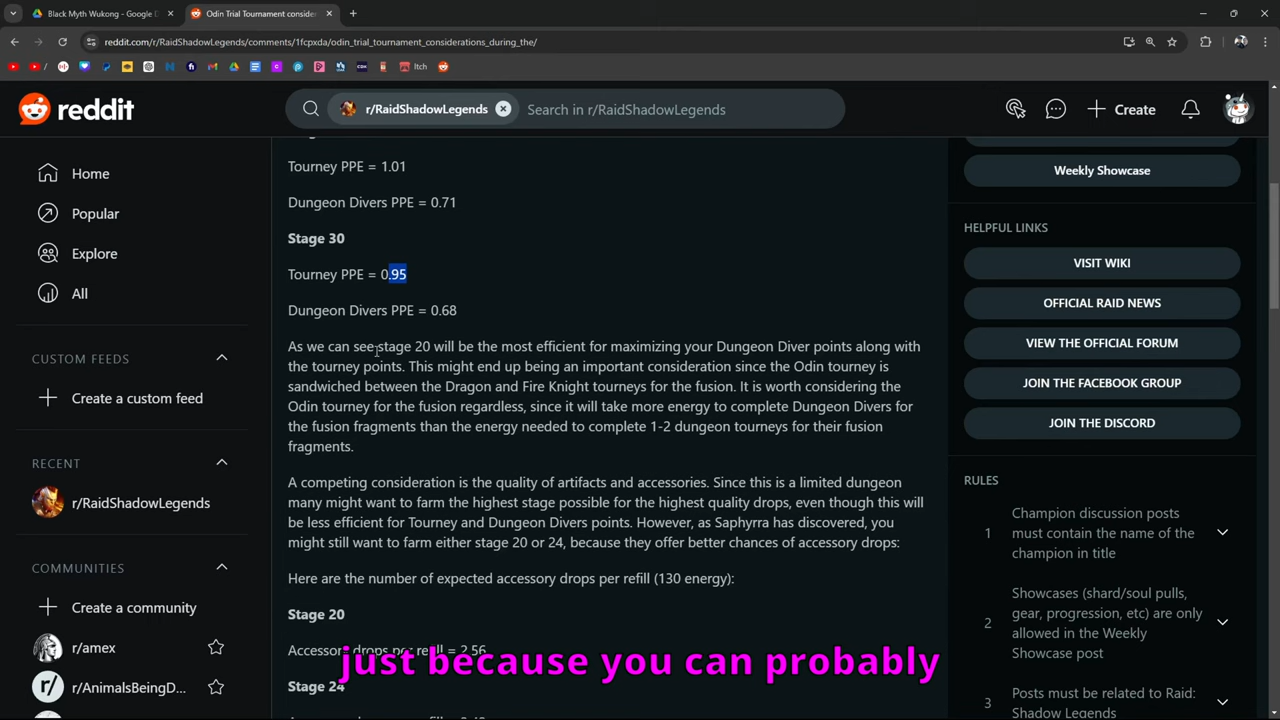 Black Myth Wukong - Google D
Odin Trial Tournament conside
reddit.com/r/RaidShadowLegends/comments/1fcpxda/odin_trial_tournament_considerations_during_the/
Itch
reddit
r/RaidShadowLegends
Search in r/RaidShadowLegends
Create
Home
Popular
Explore
All
CUSTOM FEEDS
Create a custom feed
RECENT
r/RaidShadowLegends
COMMUNITIES
Create a community
r/amex
r/AnimalsBeingD...
Tourney PPE = 1.01
Dungeon Divers PPE = 0.71
Stage 30
Tourney PPE = 0.95
Dungeon Divers PPE = 0.68
As we can see stage 20 will be the most efficient for maximizing your Dungeon Diver points along with
the tourney points. This might end up being an important consideration since the Odin tourney is
sandwiched between the Dragon and Fire Knight tourneys for the fusion. It is worth considering the
Odin tourney for the fusion regardless, since it will take more energy to complete Dungeon Divers for
the fusion fragments than the energy needed to complete 1-2 dungeon tourneys for their fusion
fragments.
A competing consideration is the quality of artifacts and accessories. Since this is a limited dungeon
many might want to farm the highest stage possible for the highest quality drops, even though this will
be less efficient for Tourney and Dungeon Divers points. However, as Saphyrra has discovered, you
might still want to farm either stage 20 or 24, because they offer better chances of accessory drops:
Here are the number of expected accessory drops per refill (130 energy):
Stage 20
Accessory drops per refill = 2.56
Stage 24
just because you can probably
Weekly Showcase
HELPFUL LINKS
VISIT WIKI
OFFICIAL RAID NEWS
VIEW THE OFFICIAL FORUM
JOIN THE FACEBOOK GROUP
JOIN THE DISCORD
RULES
1
Champion discussion posts
must contain the name of the
champion in title
2
Showcases (shard/soul pulls,
gear, progression, etc) are only
allowed in the Weekly
Showcase post
3
Posts must be related to Raid:
Shadow Legends